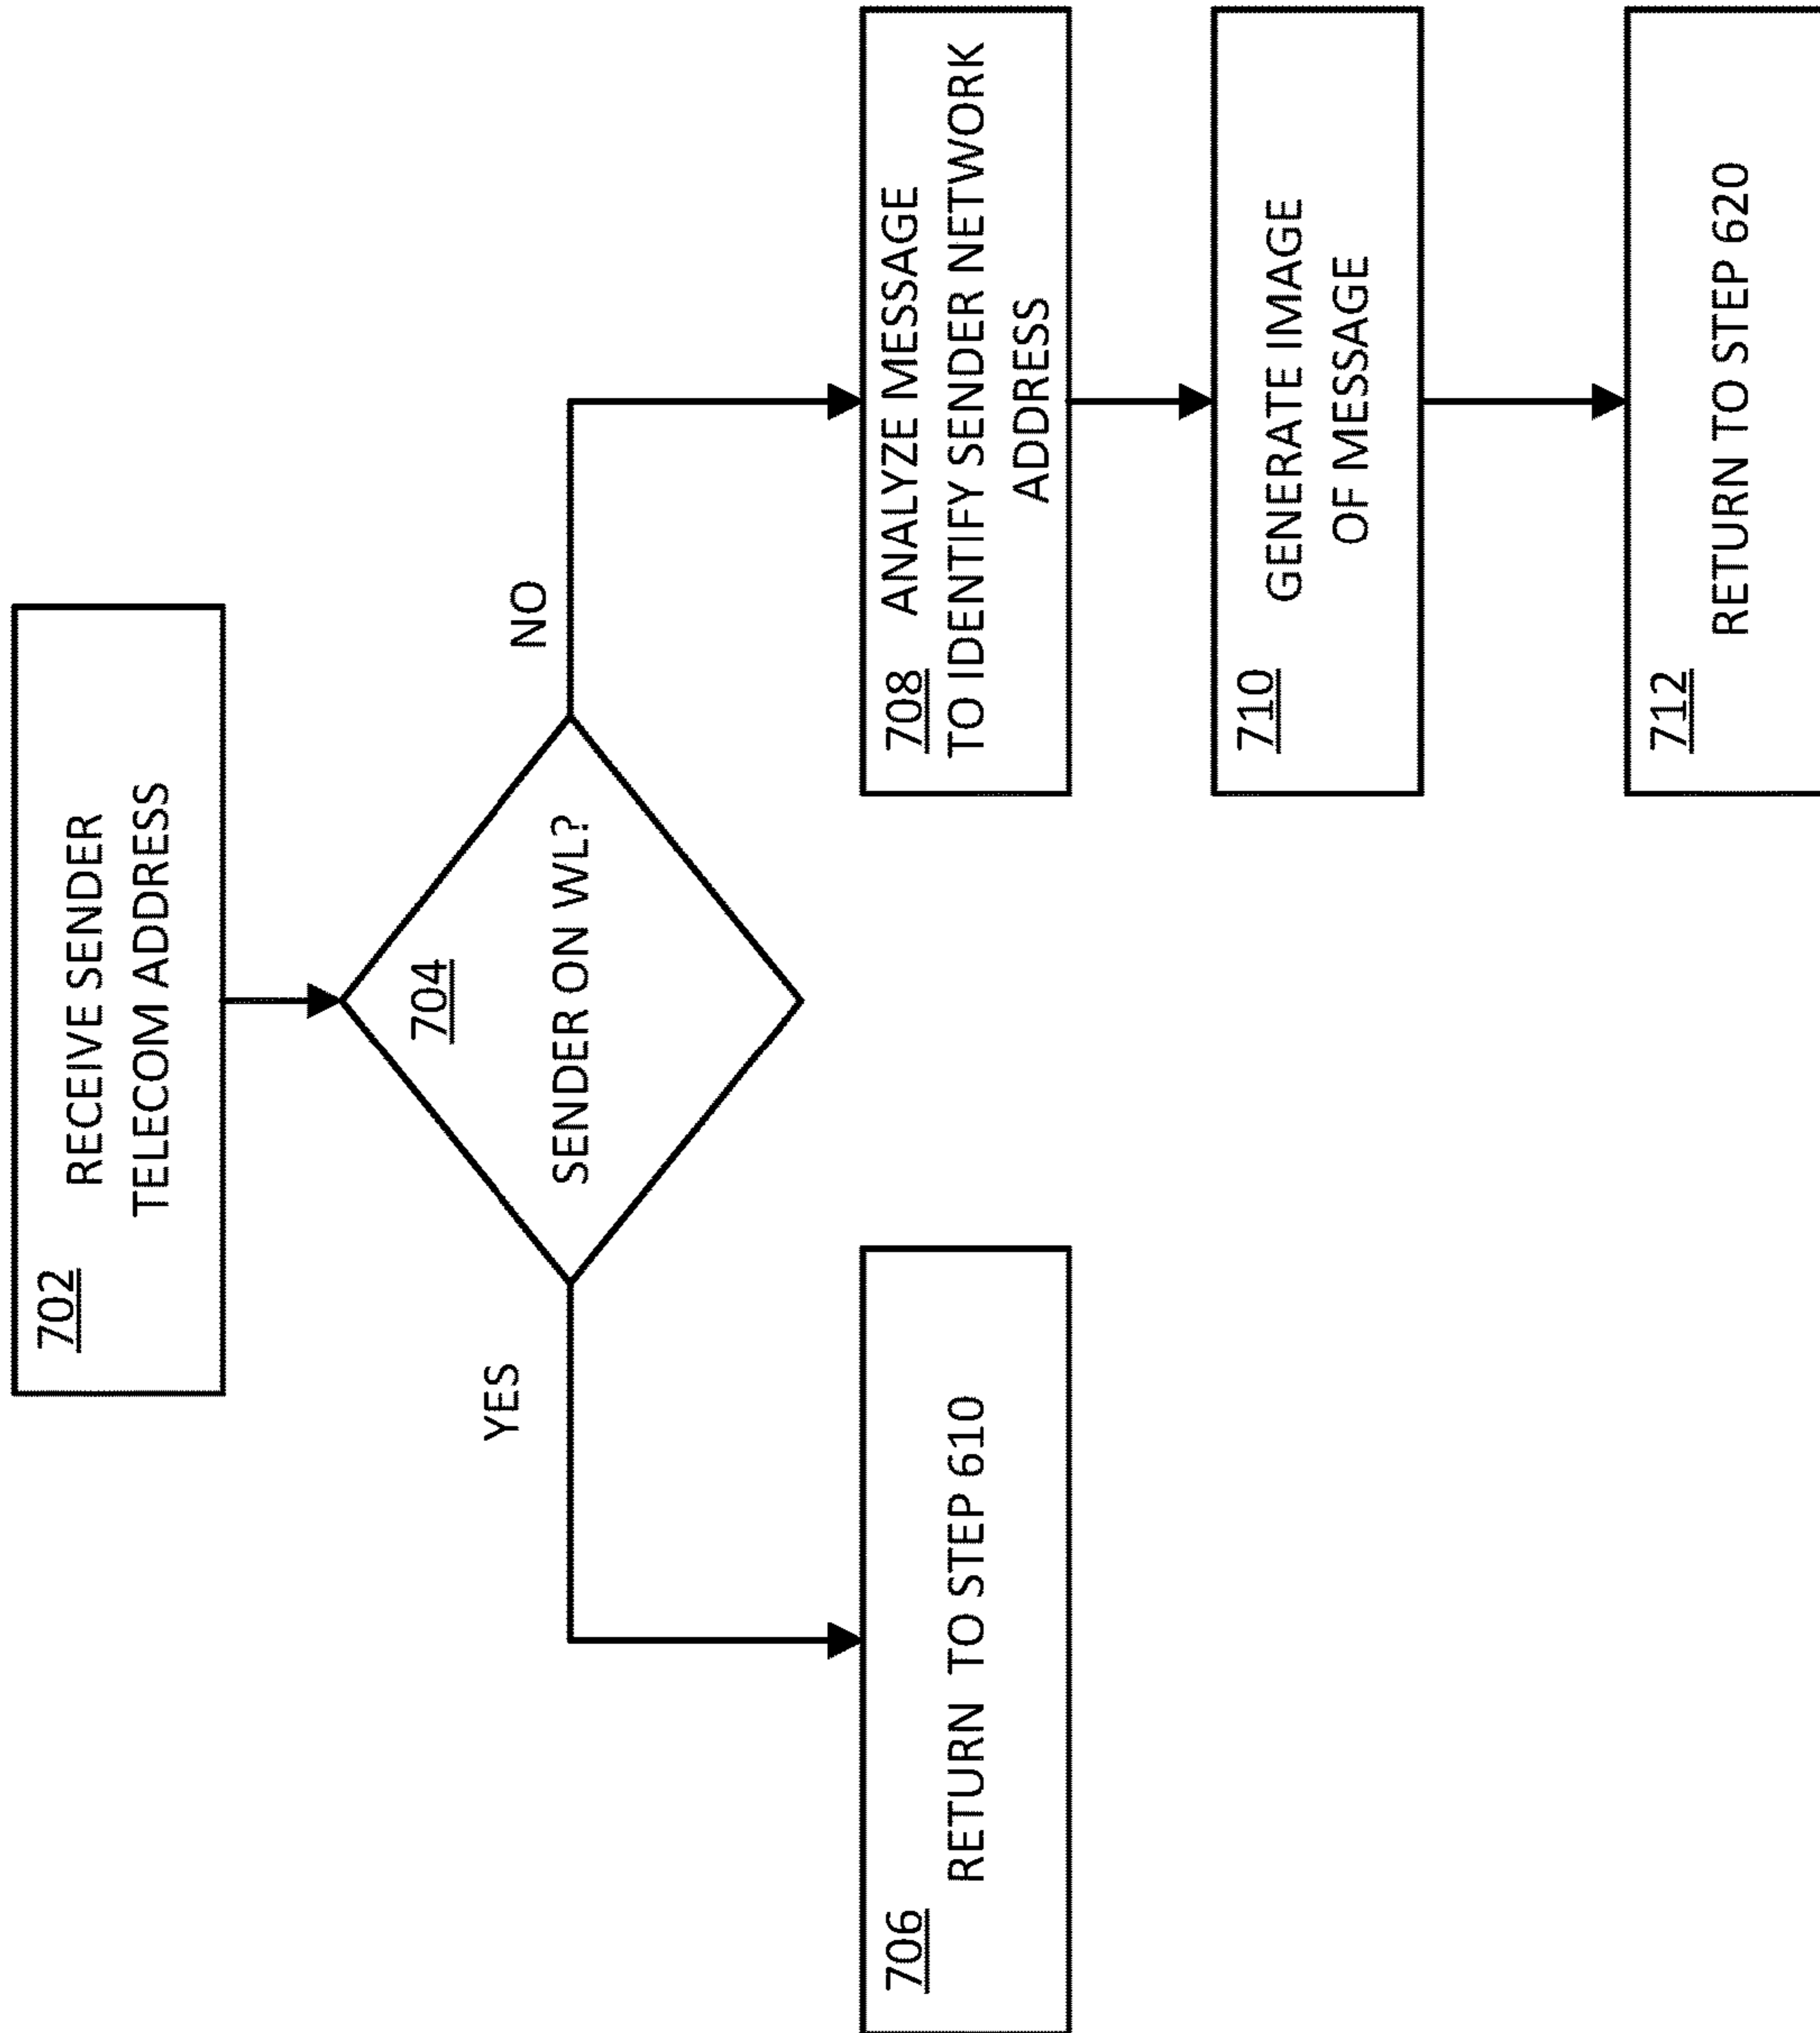 702
RECEIVE SENDER
TELECOM ADDRESS
704
SENDER ON WL?
YES
NO
706
RETURN TO STEP 610
708 ANALYZE MESSAGE
TO IDENTIFY SENDER NETWORK
ADDRESS
710
GENERATE IMAGE
OF MESSAGE
712
RETURN TO STEP 620